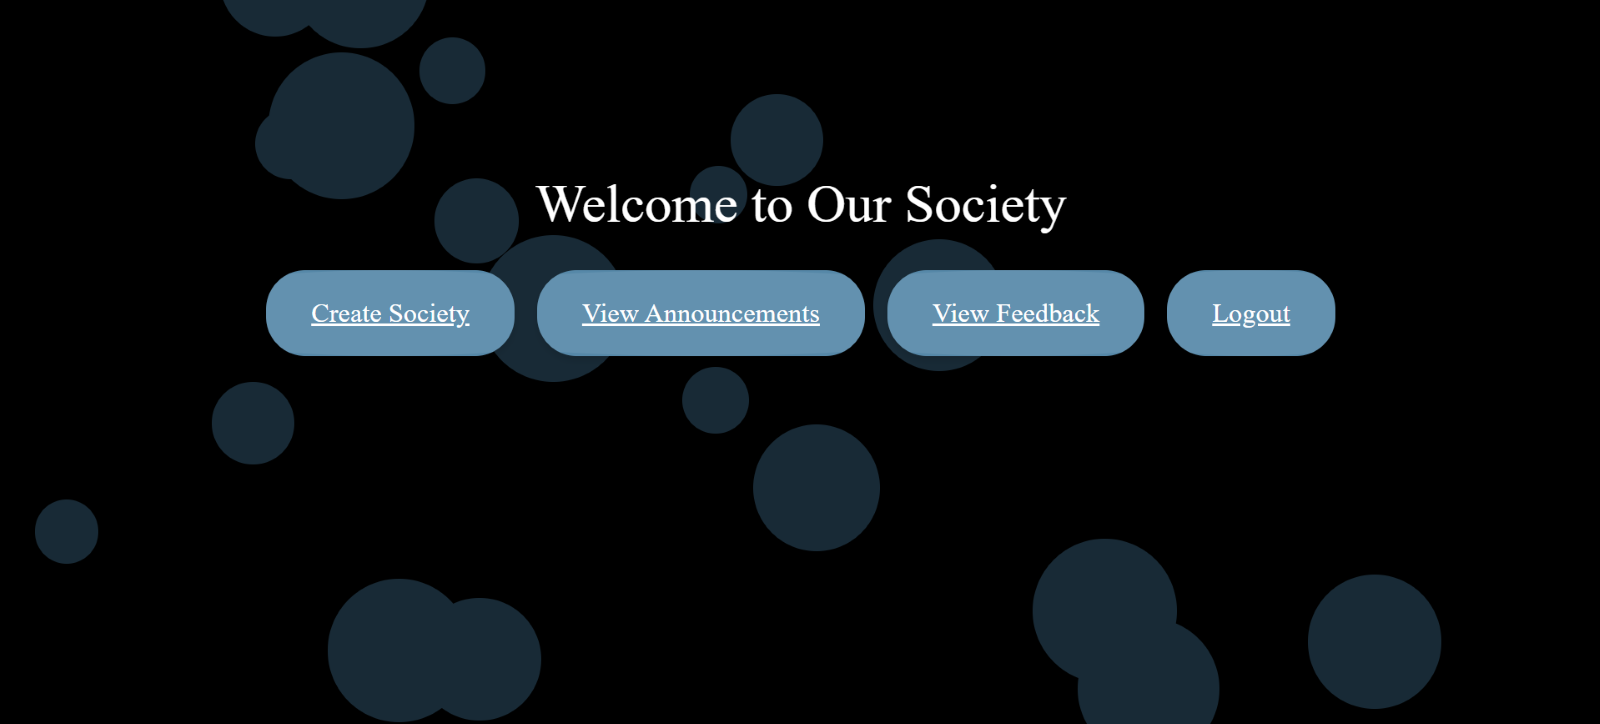 Welcome to Our Society
Create Society
View Announcements
View Feedback
Logout